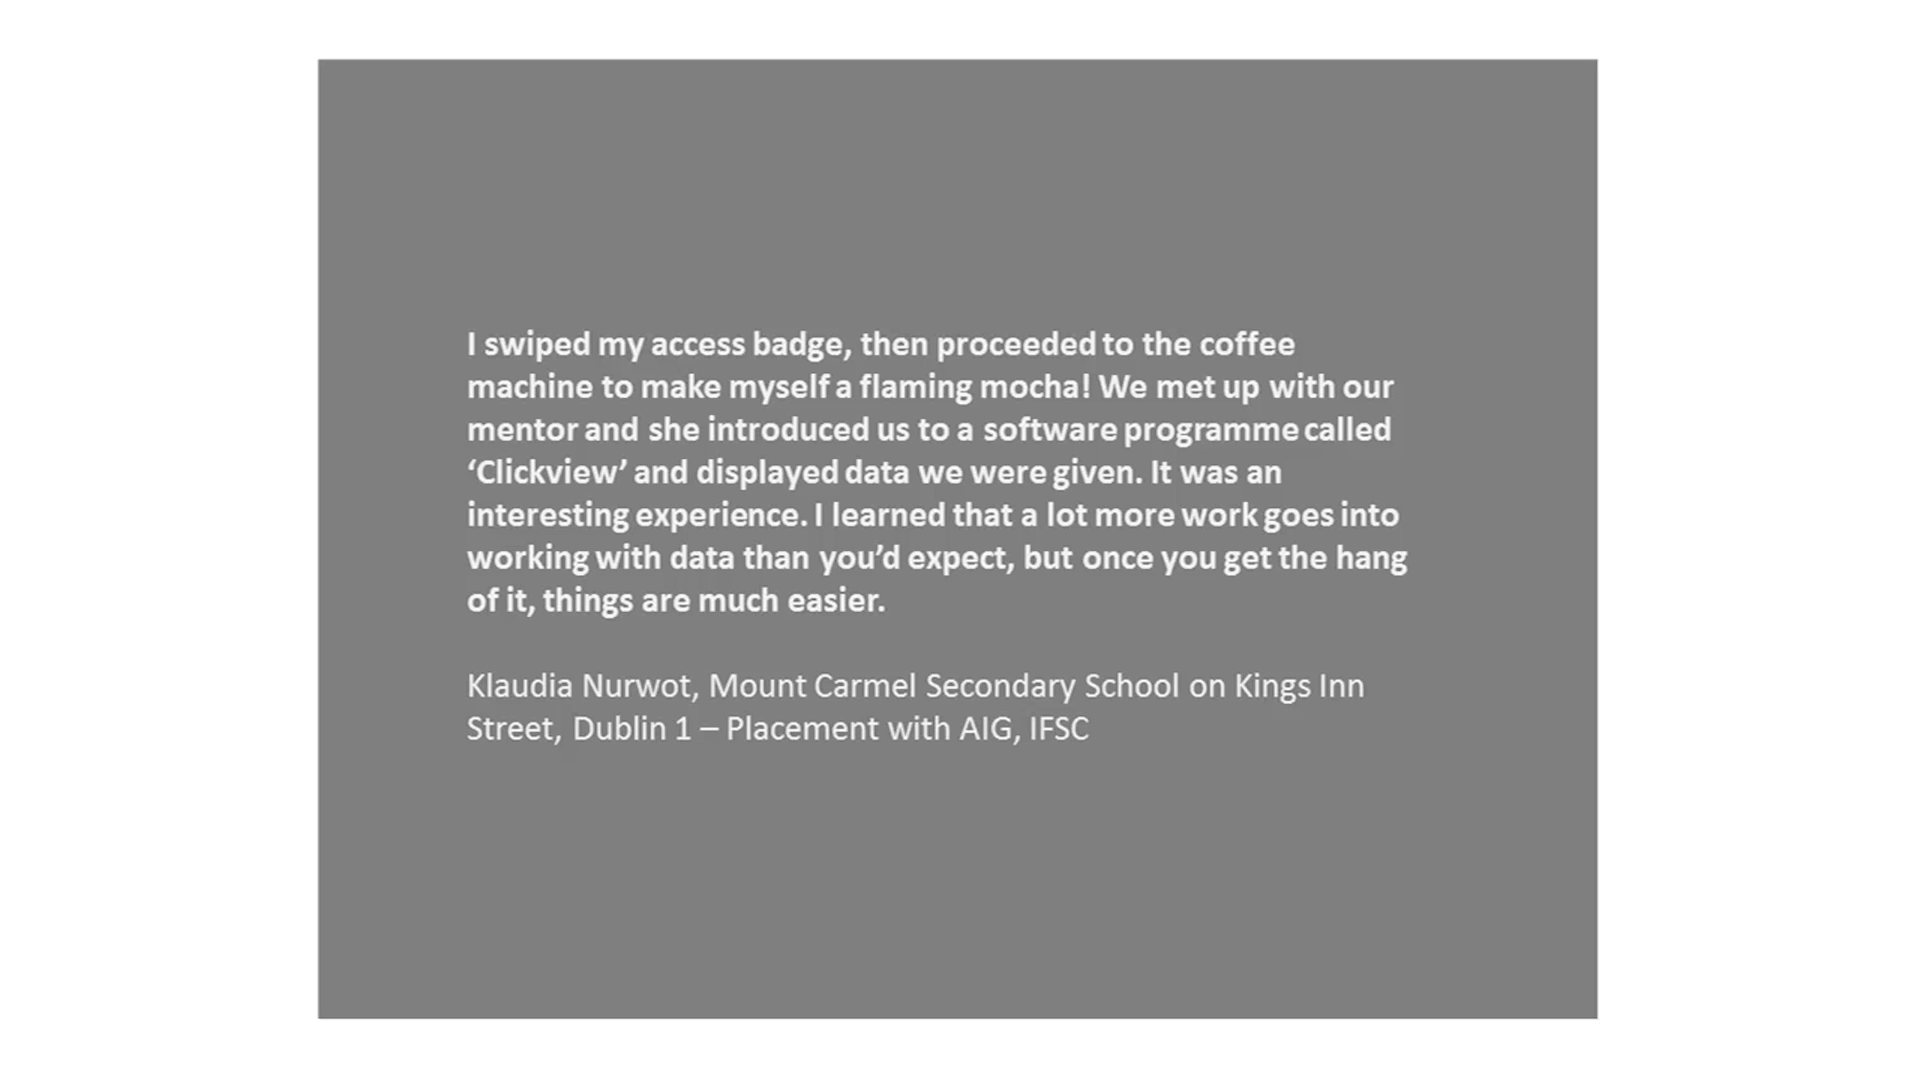 I swiped my access badge, then proceeded to the coffee
machine to make myself a flaming mocha! We met up with our
mentor and she introduced us to a software programme called
‘Clickview’ and displayed data we were given. It was an
interesting experience. I learned that a lot more work goes into
working with data than you’d expect, but once you get the hang
of it, things are much easier.
Klaudia Nurwot, Mount Carmel Secondary School on Kings Inn
Street, Dublin 1 – Placement with AIG, IFSC